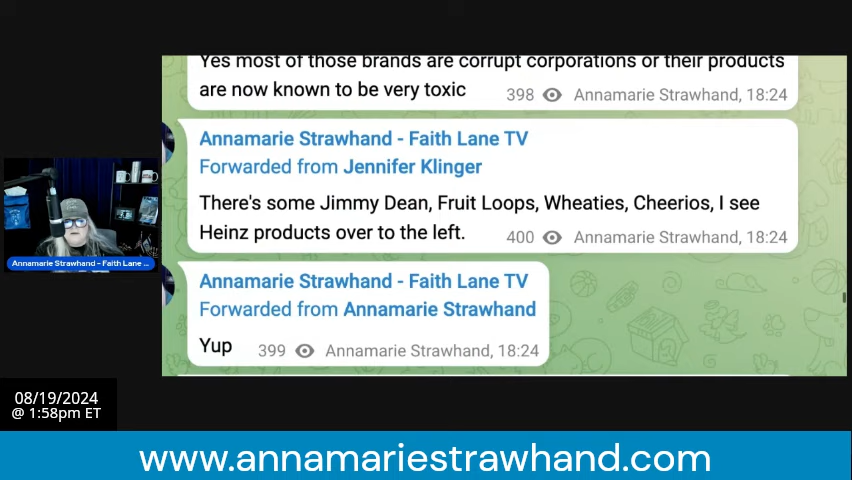 Yes most of those brands are corrupt corporations or their products
are now known to be very toxic 398 Annamarie Strawhand, 18:24
Annamarie Strawhand - Faith Lane TV
Forwarded from Jennifer Klinger
There's some Jimmy Dean, Fruit Loops, Wheaties, Cheerios, I see
Heinz products over to the left. 400 Annamarie Strawhand, 18:24
Annamarie Strawhand - Faith Lane ...
Annamarie Strawhand - Faith Lane TV
Forwarded from Annamarie Strawhand
Yup 399 Annamarie Strawhand, 18:24
08/19/2024
@ 1:58pm ET
www.annamariestrawhand.com